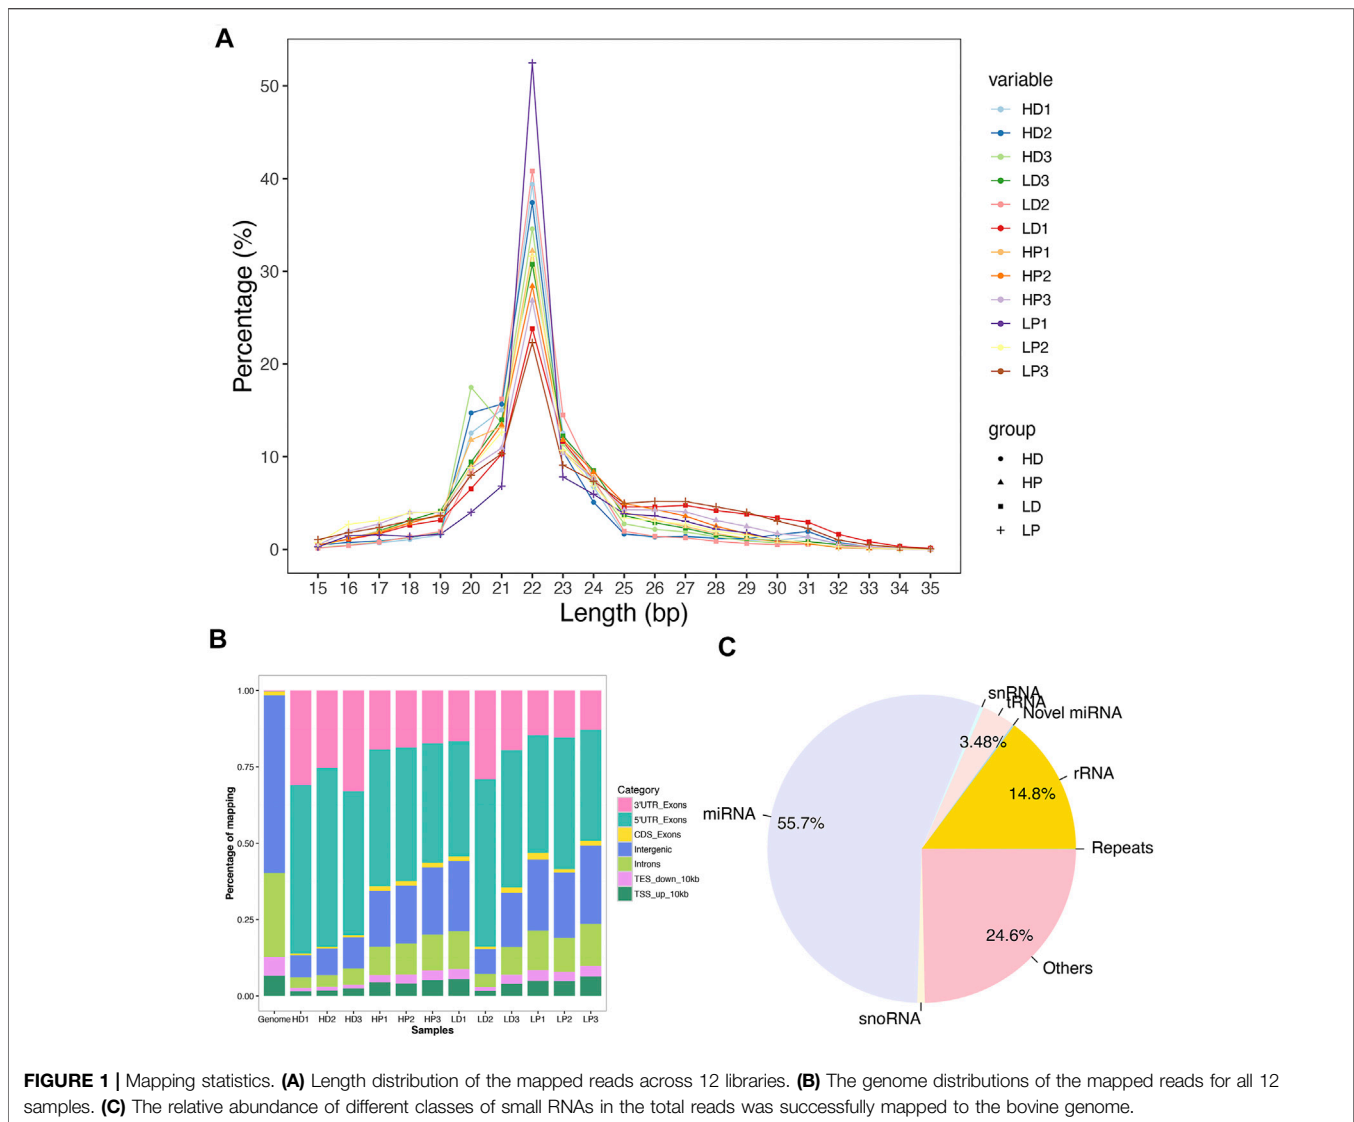 A
Percentage (%)
50
40
30
20
10
0
15 16 17 18 19 20 21 22 23 24 25 26 27 28 29 30 31 32 33 34 35
Length (bp)
variable
HD1
HD2
HD3
LD3
LD2
LD1
HP1
HP2
HP3
LP1
LP2
LP3
group
HD
HP
LD
LP
B
Percentage of mapping
1.00
0.75
0.50
0.25
0.00
Genome HD1 HD2 HD3 HP1 HP2 HP3 LD1 LD2 LD3 LP1 LP2 LP3
Samples
Category
3'UTR_Exons
5'UTR_Exons
CDS_Exons
Intergenic
Introns
TES_down_10kb
TSS_up_10kb
C
snRNA
tRNA
Novel miRNA
3.48%
rRNA
14.8%
miRNA
55.7%
Repeats
24.6%
Others
snoRNA
FIGURE 1 | Mapping statistics. (A) Length distribution of the mapped reads across 12 libraries. (B) The genome distributions of the mapped reads for all 12
samples. (C) The relative abundance of different classes of small RNAs in the total reads was successfully mapped to the bovine genome.